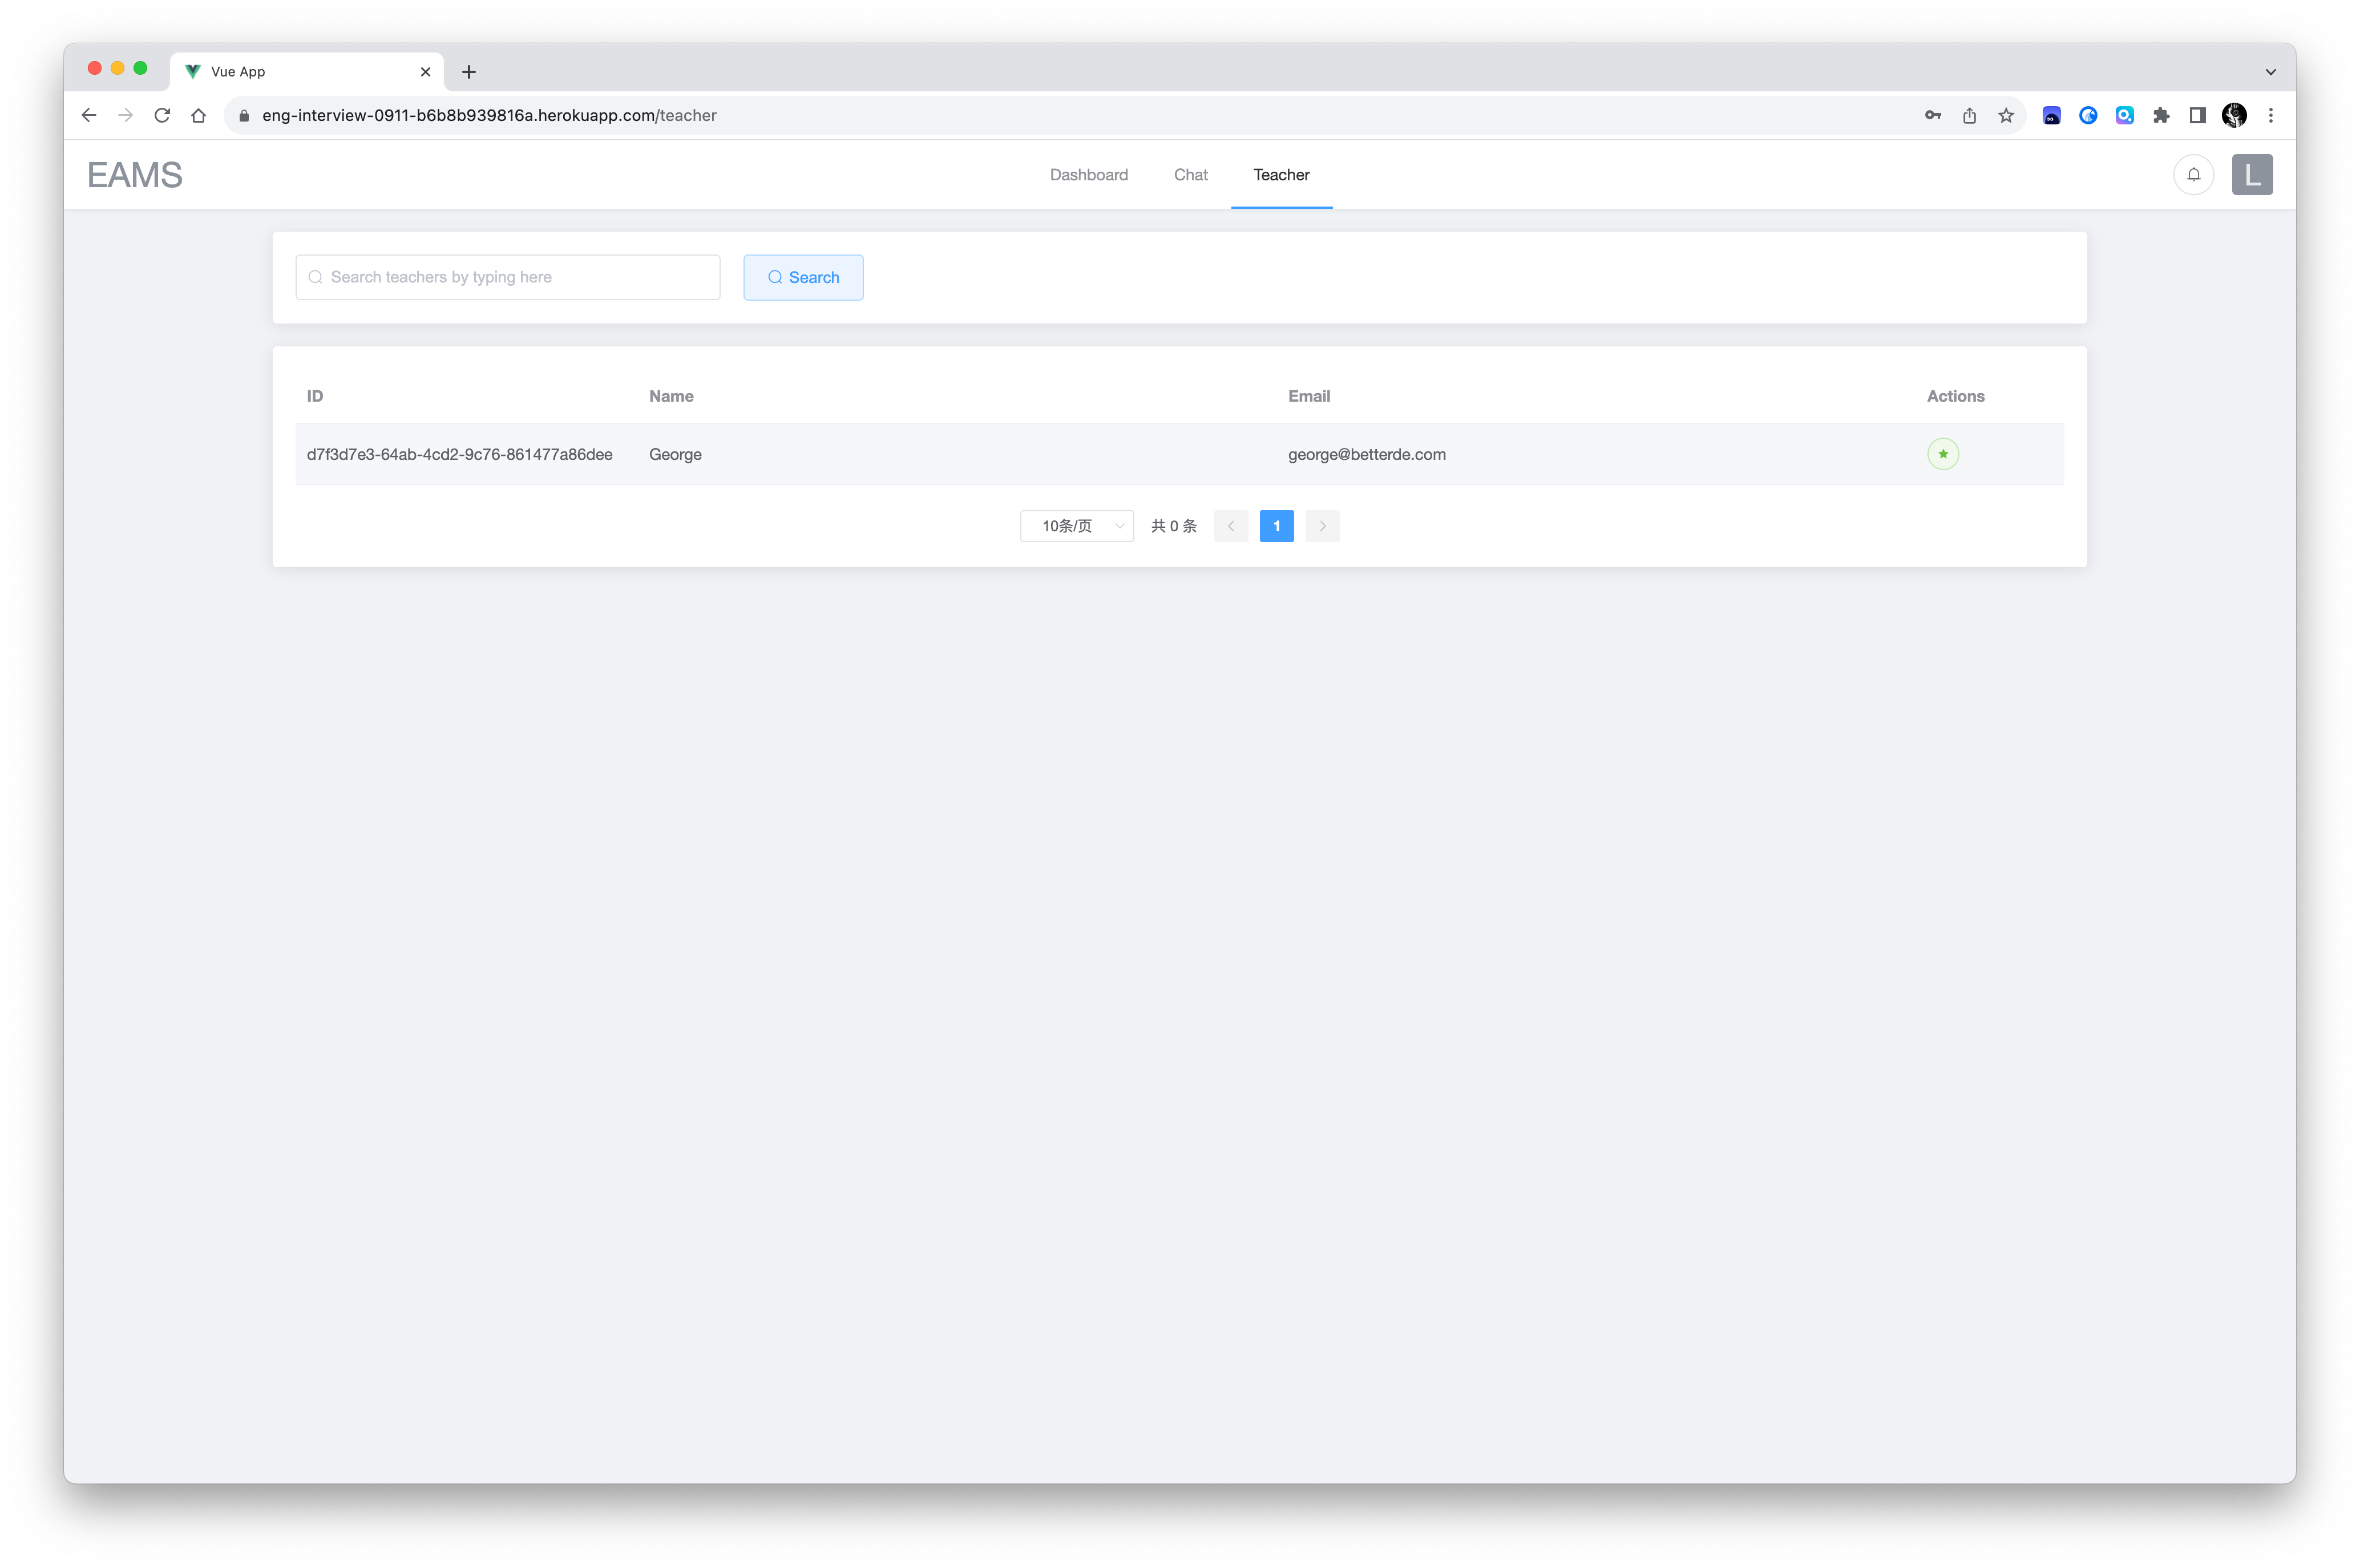 Vue App
eng-interview-0911-b6b8b939816a.herokuapp.com/teacher
EAMS
Dashboard Chat Teacher
L
Search teachers by typing here Search
ID Name Email Actions
d7f3d7e3-64ab-4cd2-9c76-861477a86dee George george@betterde.com
10条/页 共 0 条 1